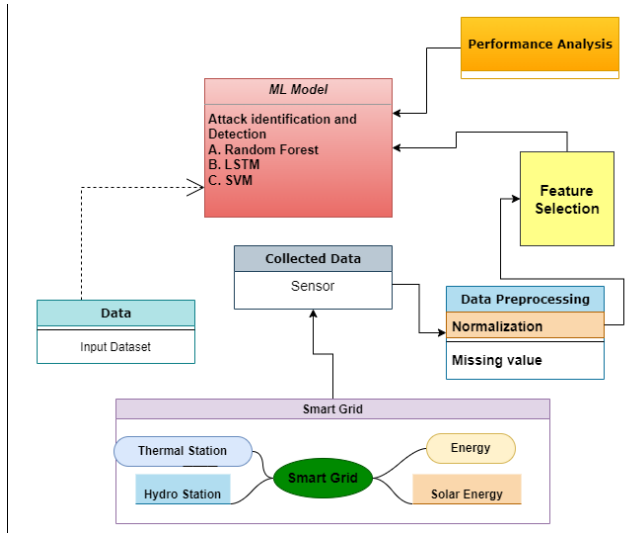 Performance Analysis
ML Model
Attack identification and
Detection
A. Random Forest
B. LSTM
C. SVM
Feature
Selection
Collected Data
Sensor
Data
Input Dataset
Data Preprocessing
Normalization
Missing value
Smart Grid
Thermal Station
Energy
Smart Grid
Hydro Station
Solar Energy